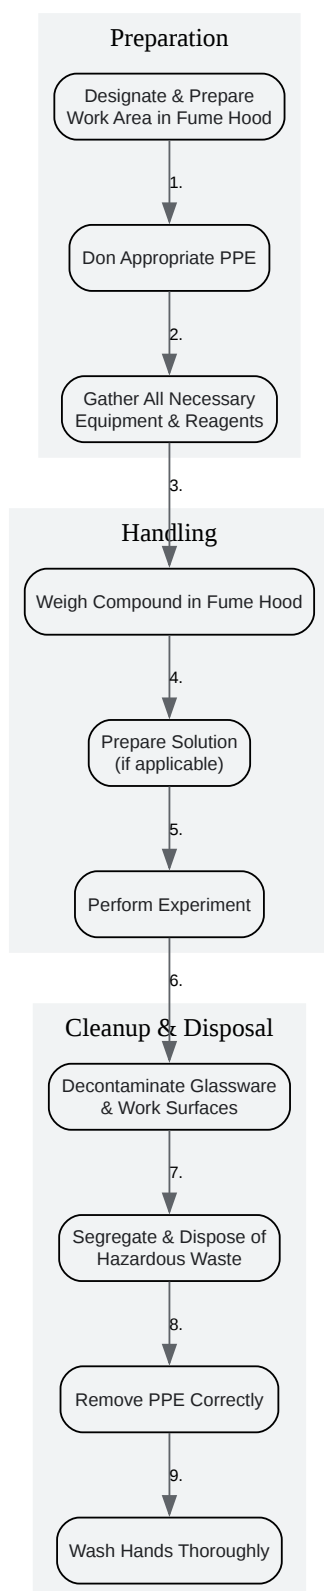 Preparation
Designate & Prepare
Work Area in Fume Hood
1.
Don Appropriate PPE
2.
Gather All Necessary
Equipment & Reagents
3.
Handling
Weigh Compound in Fume Hood
4.
Prepare Solution
(if applicable)
5.
Perform Experiment
6.
Cleanup & Disposal
Decontaminate Glassware
& Work Surfaces
7.
Segregate & Dispose of
Hazardous Waste
8.
Remove PPE Correctly
9.
Wash Hands Thoroughly